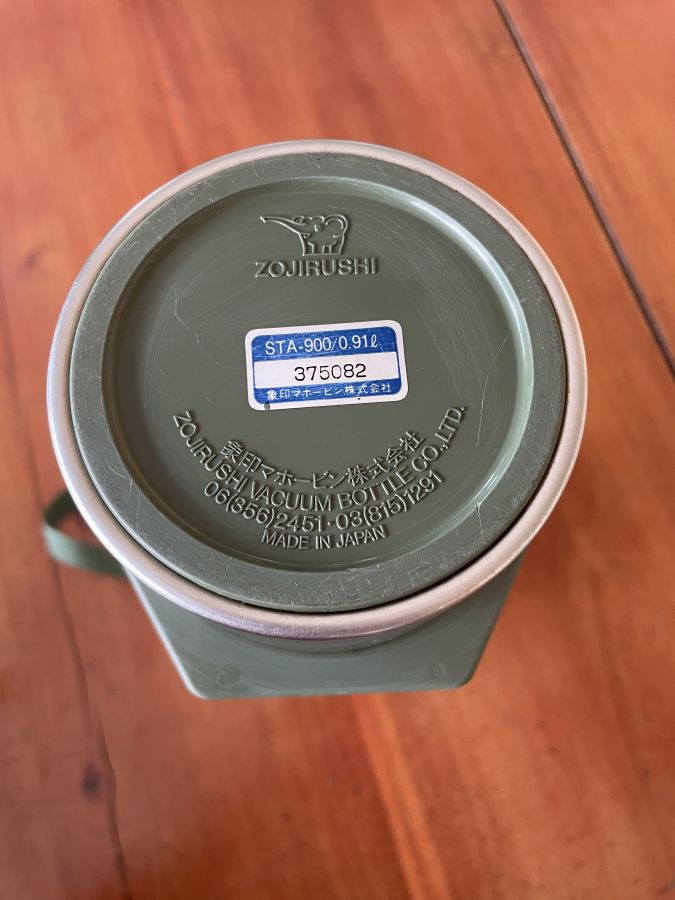 ZOJIRUSHI
STA-900/0.91ℓ
375082
象印マホービン株式会社
象印マホービン株式会社
ZOJIRUSHI VACUUM BOTTLE CO.,LTD.
06(356)2451·03(815)1291
MADE IN JAPAN